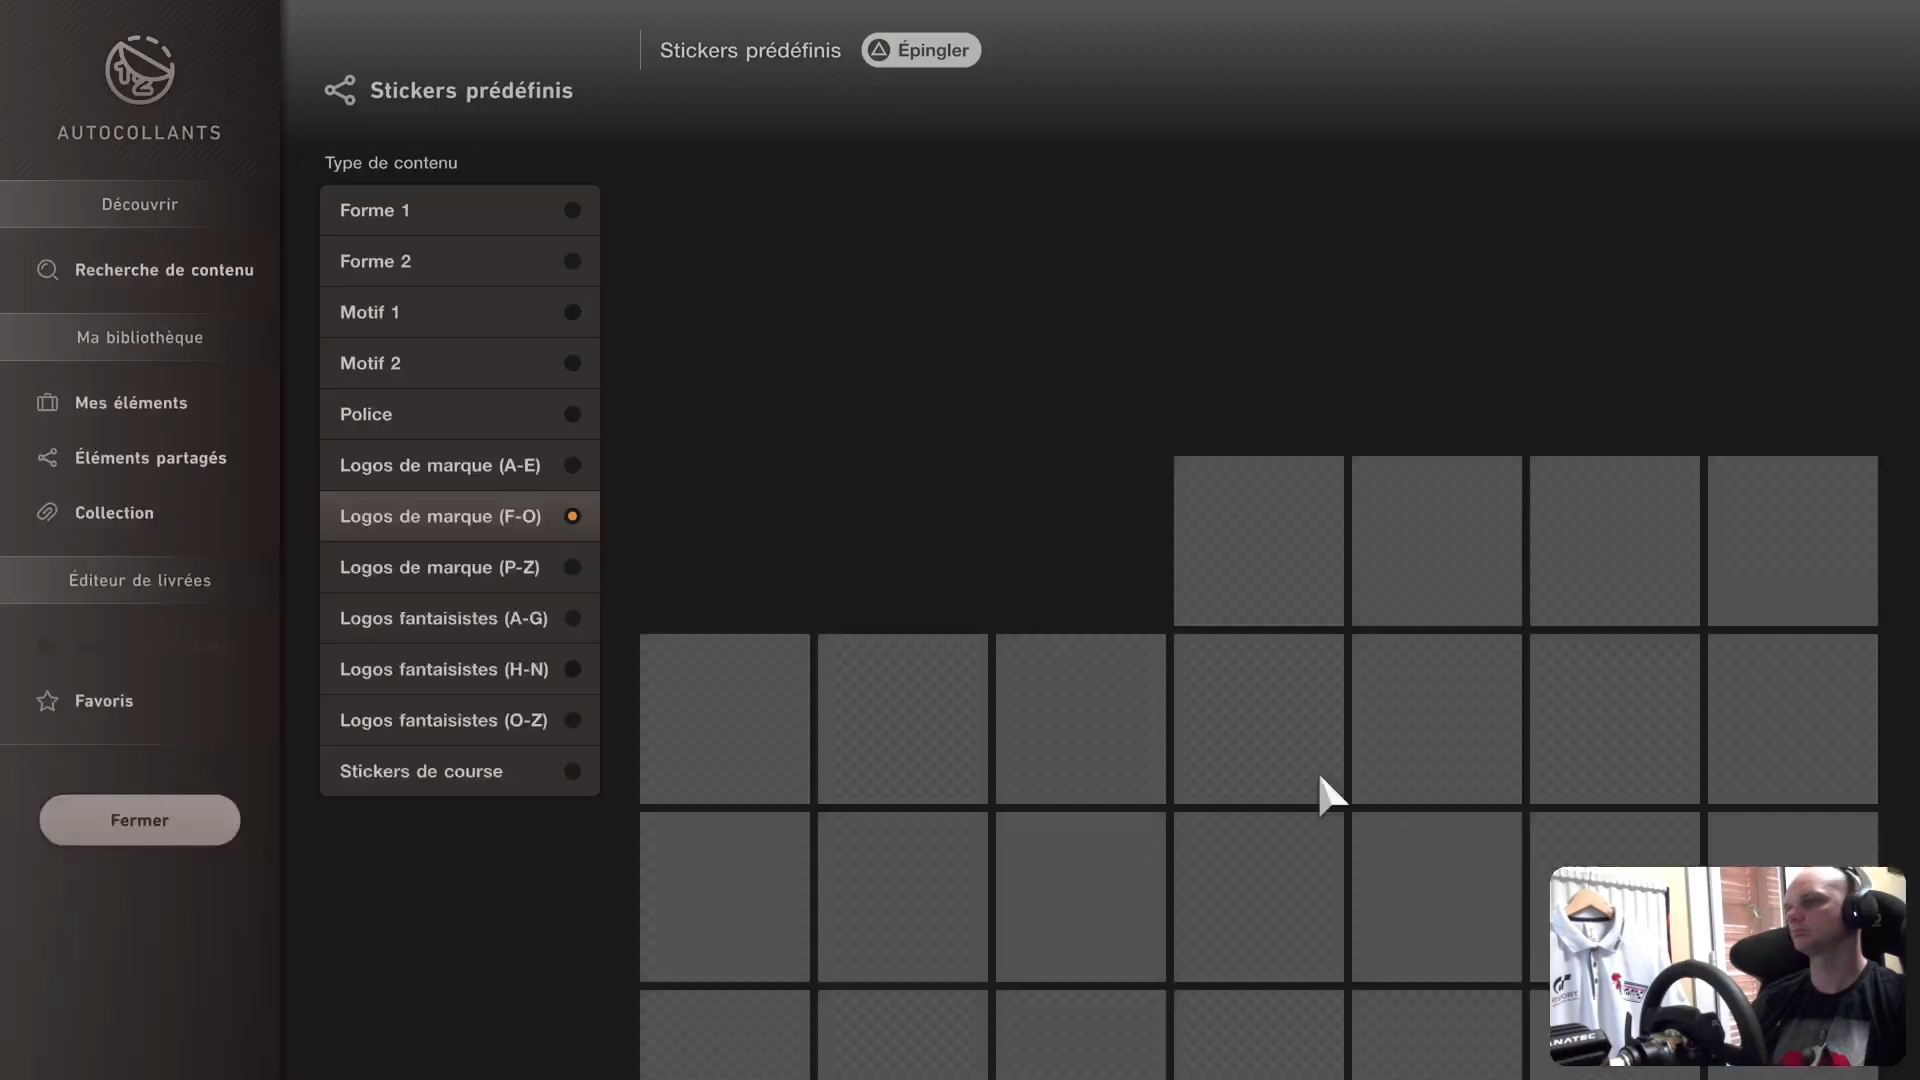 AUTOCOLLANTS
Découvrir
Recherche de contenu
Ma bibliothèque
Mes éléments
Éléments partagés
Collection
Éditeur de livrées
Favoris
Fermer
Stickers prédéfinis
Épingler
Stickers prédéfinis
Type de contenu
Forme 1
Forme 2
Motif 1
Motif 2
Police
Logos de marque (A-E)
Logos de marque (F-O)
Logos de marque (P-Z)
Logos fantaisistes (A-G)
Logos fantaisistes (H-N)
Logos fantaisistes (O-Z)
Stickers de course